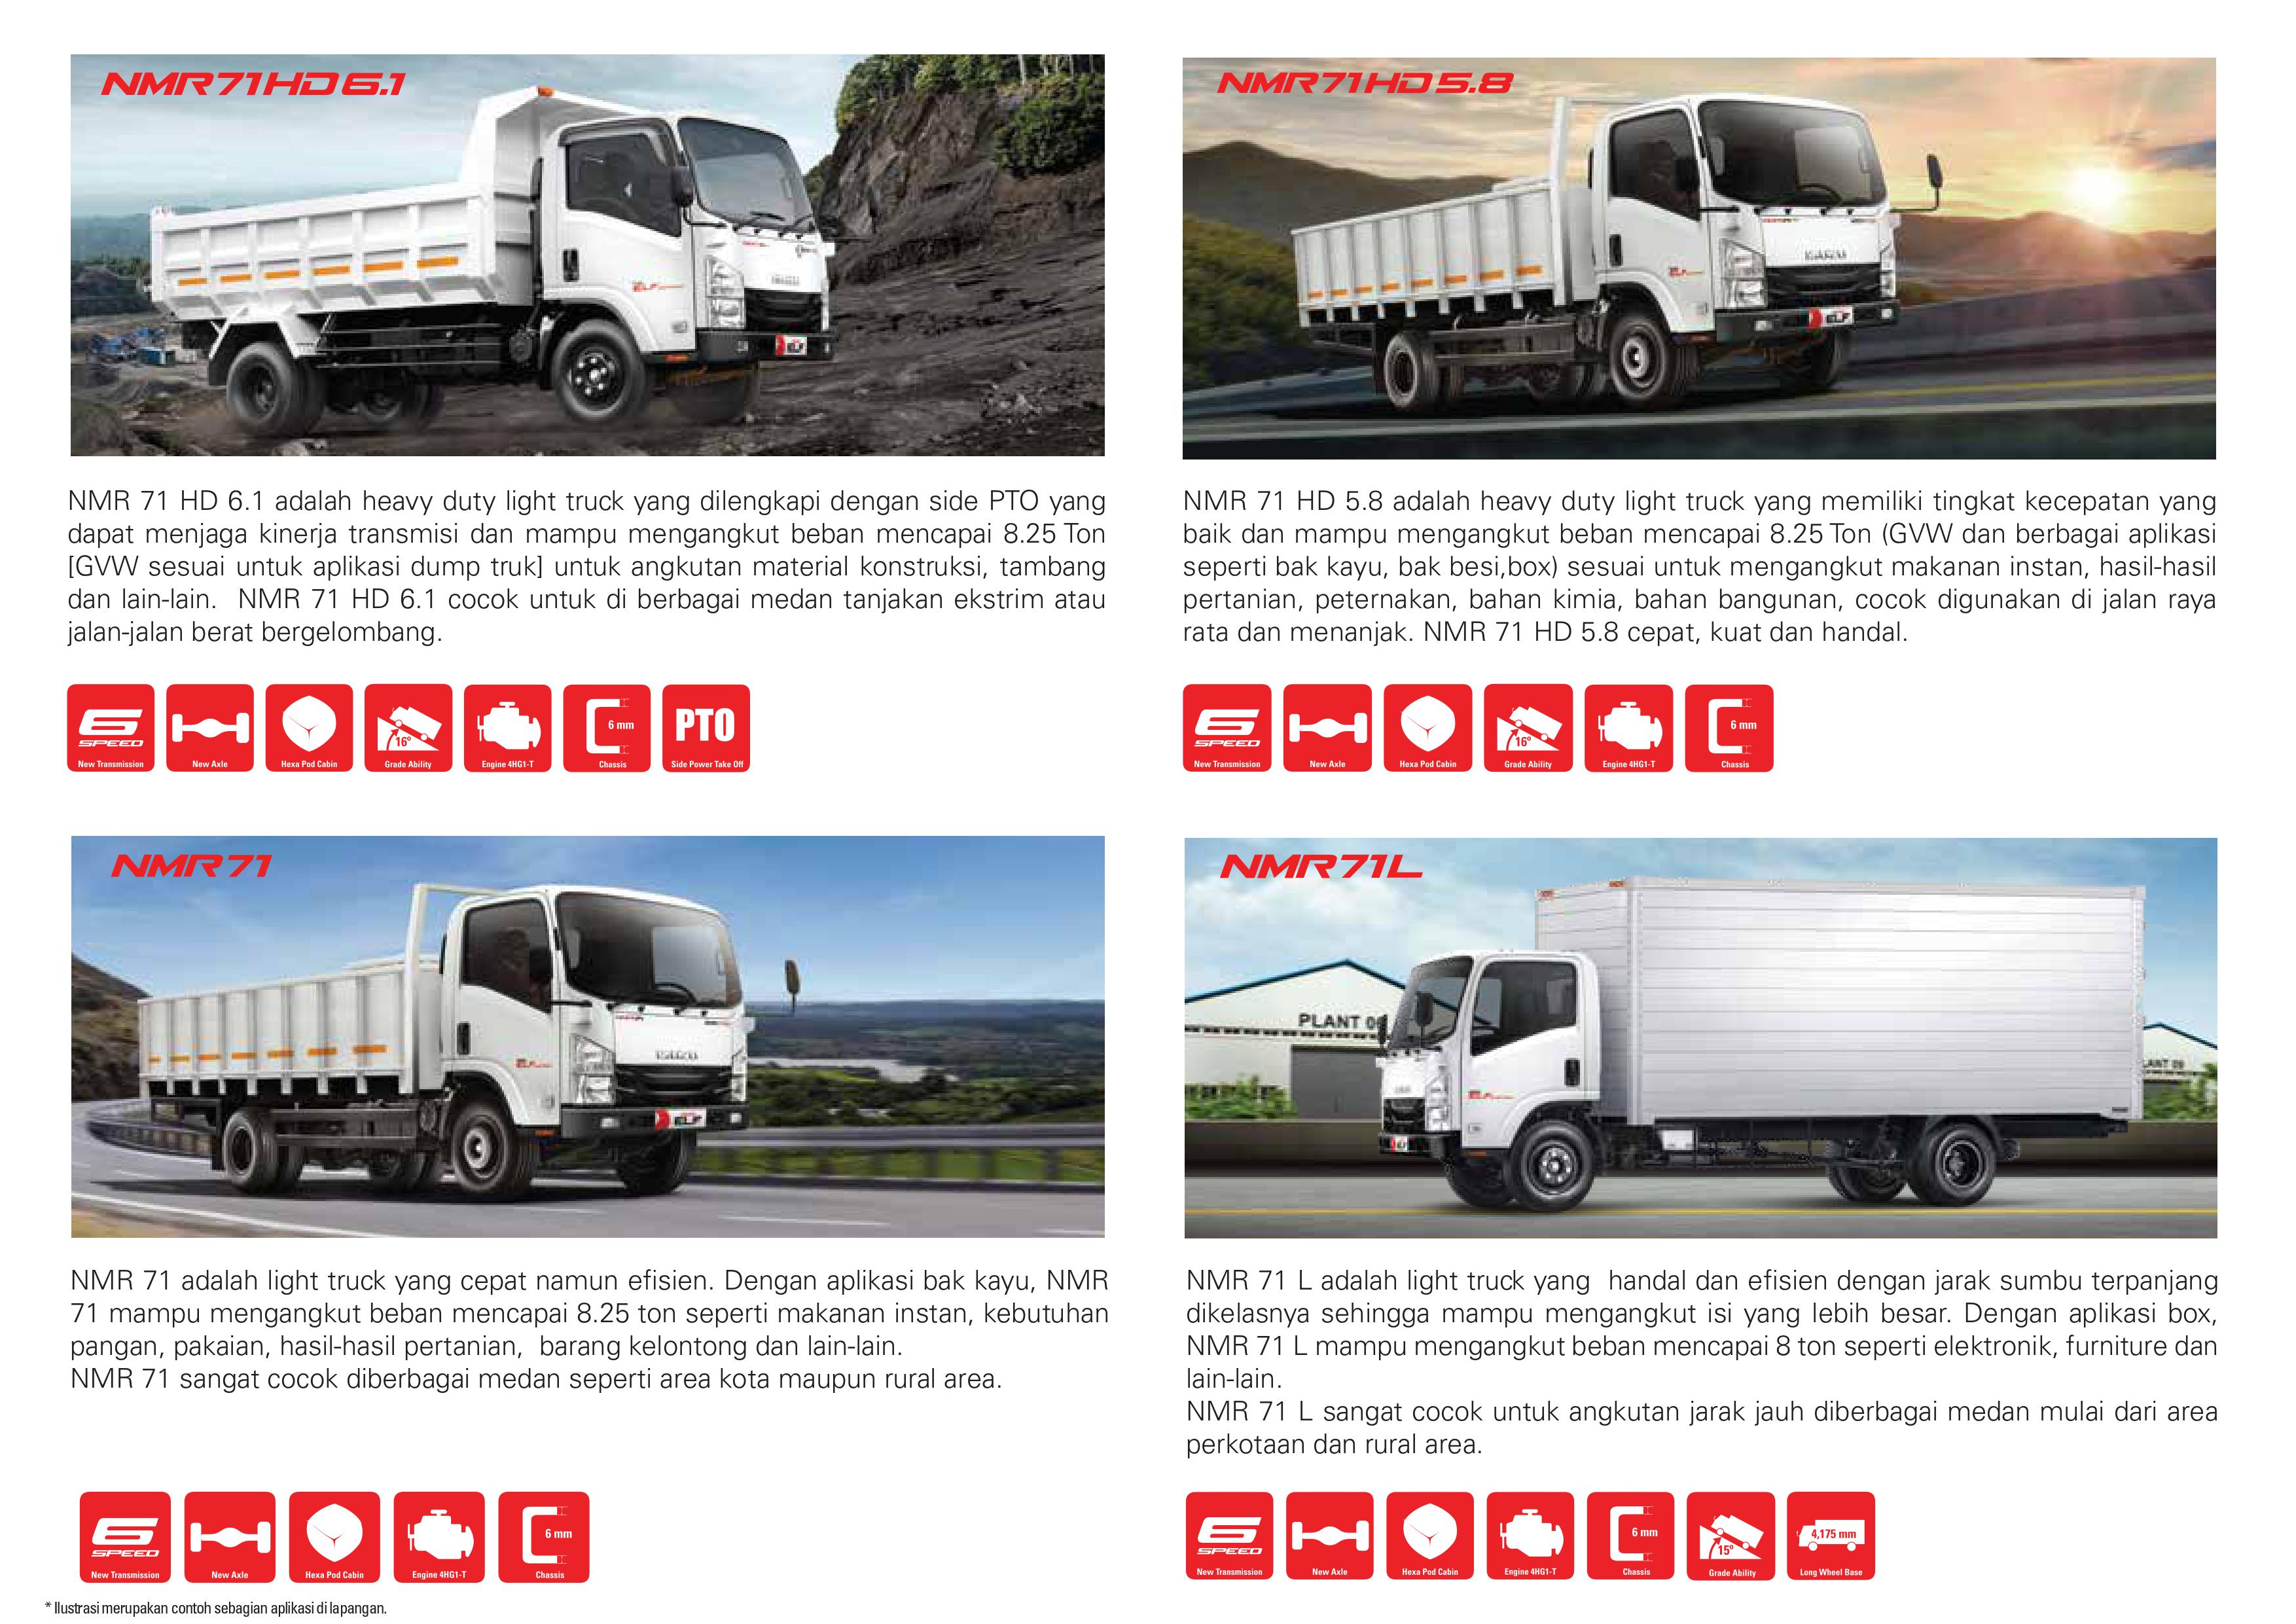 NMR71HD 6.1
NMR 71 HD 6.1 adalah heavy duty light truck yang dilengkapi dengan side PTO yang
dapat menjaga kinerja transmisi dan mampu mengangkut beban mencapai 8.25 Ton
[GVW sesuai untuk aplikasi dump truk] untuk angkutan material konstruksi, tambang
dan lain-lain. NMR 71 HD 6.1 cocok untuk di berbagai medan tanjakan ekstrim atau
jalan-jalan berat bergelombang.
6 SPEED
New Transmission
New Axle
Hexa Pod Cabin
16°
Grade Ability
Engine 4HG1-T
6 mm
Chassis
PTO
Side Power Take Off
NMR71HD 5.8
ISUZU
NMR 71 HD 5.8 adalah heavy duty light truck yang memiliki tingkat kecepatan yang
baik dan mampu mengangkut beban mencapai 8.25 Ton (GVW dan berbagai aplikasi
seperti bak kayu, bak besi,box) sesuai untuk mengangkut makanan instan, hasil-hasil
pertanian, peternakan, bahan kimia, bahan bangunan, cocok digunakan di jalan raya
rata dan menanjak. NMR 71 HD 5.8 cepat, kuat dan handal.
6 SPEED
New Transmission
New Axle
Hexa Pod Cabin
16°
Grade Ability
Engine 4HG1-T
6 mm
Chassis
NMR71
ISUZU
ELF
NMR 71 adalah light truck yang cepat namun efisien. Dengan aplikasi bak kayu, NMR
71 mampu mengangkut beban mencapai 8.25 ton seperti makanan instan, kebutuhan
pangan, pakaian, hasil-hasil pertanian, barang kelontong dan lain-lain.
NMR 71 sangat cocok diberbagai medan seperti area kota maupun rural area.
6 SPEED
New Transmission
New Axle
Hexa Pod Cabin
Engine 4HG1-T
6 mm
Chassis
* Ilustrasi merupakan contoh sebagian aplikasi di lapangan.
NMR71L
PLANT
NMR 71 L adalah light truck yang handal dan efisien dengan jarak sumbu terpanjang
dikelasnya sehingga mampu mengangkut isi yang lebih besar. Dengan aplikasi box,
NMR 71 L mampu mengangkut beban mencapai 8 ton seperti elektronik, furniture dan
lain-lain.
NMR 71 L sangat cocok untuk angkutan jarak jauh diberbagai medan mulai dari area
perkotaan dan rural area.
6 SPEED
New Transmission
New Axle
Hexa Pod Cabin
Engine 4HG1-T
6 mm
Chassis
15°
Grade Ability
4,175 mm
Long Wheel Base